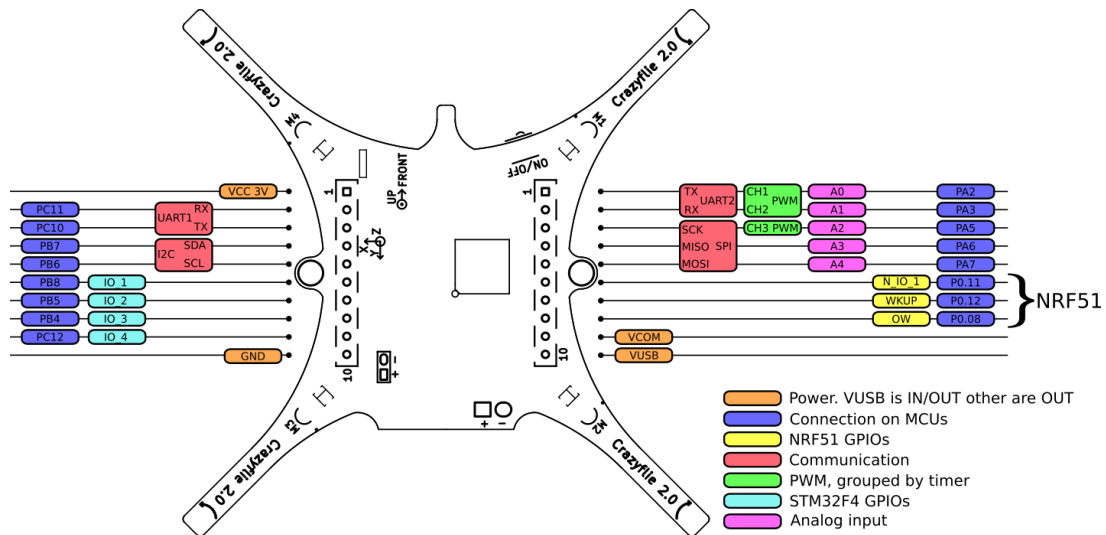 Crazyflie 2.0
Crazyflie 2.0
M4
M1
ON/OFF
FRONT
UP
1
1
VCC 3V
PC11
UART1
RX
PC10
TX
PB7
I2C
SDA
PB6
SCL
PB8
IO_1
PB5
IO_2
PB4
IO_3
PC12
IO_4
GND
X
Y
Z
TX
UART2
CH1
PWM
A0
PA2
RX
CH2
A1
PA3
SCK
CH3 PWM
A2
PA5
MISO
SPI
A3
PA6
MOSI
A4
PA7
N_IO_1
P0.11
WKUP
P0.12
NRF51
OW
P0.08
VCOM
VUSB
10
10
-
+
+ -
M3
M2
Crazyflie 2.0
Crazyflie 2.0
Power. VUSB is IN/OUT other are OUT
Connection on MCUs
NRF51 GPIOs
Communication
PWM, grouped by timer
STM32F4 GPIOs
Analog input